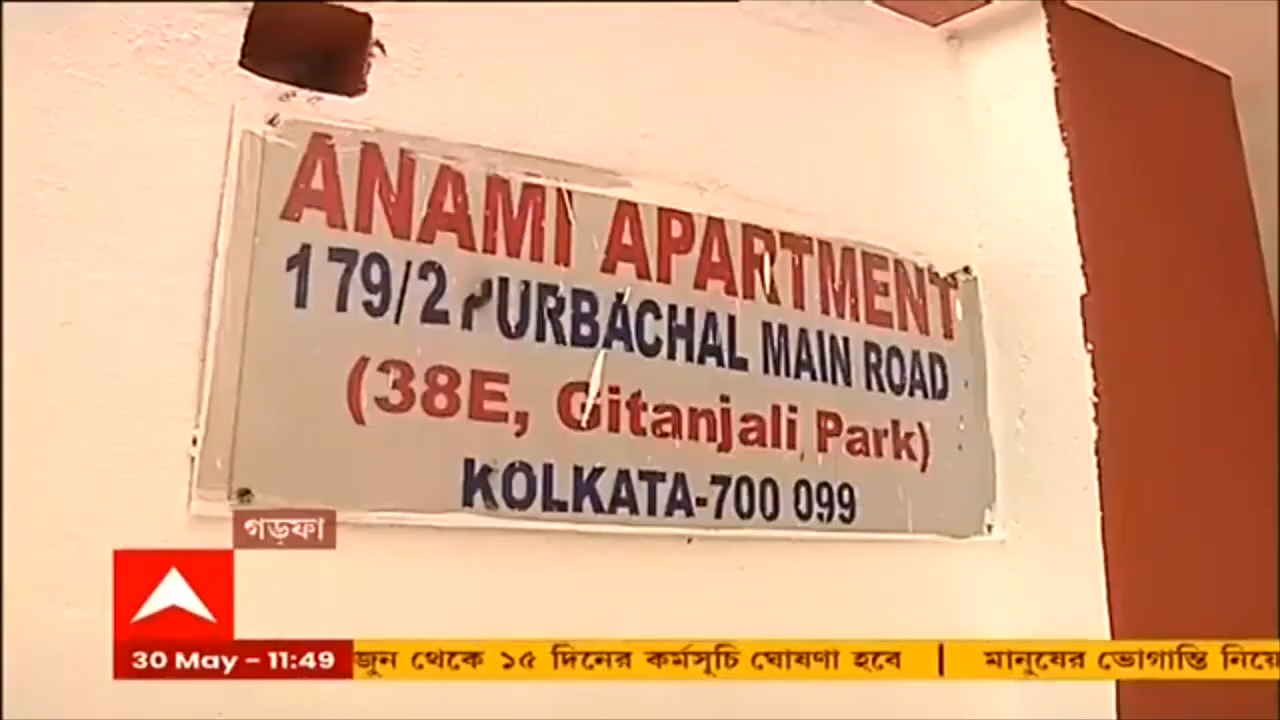 ANAMI APARTMENT
179/2 PURBACHAL MAIN ROAD
(38E, Gitanjali Park)
KOLKATA-700 099
গড়ফা
30 May - 11:49
জুন থেকে ১৫ দিনের কর্মসূচি ঘোষণা হবে | মানুষের ভোগান্তি নিয়ে